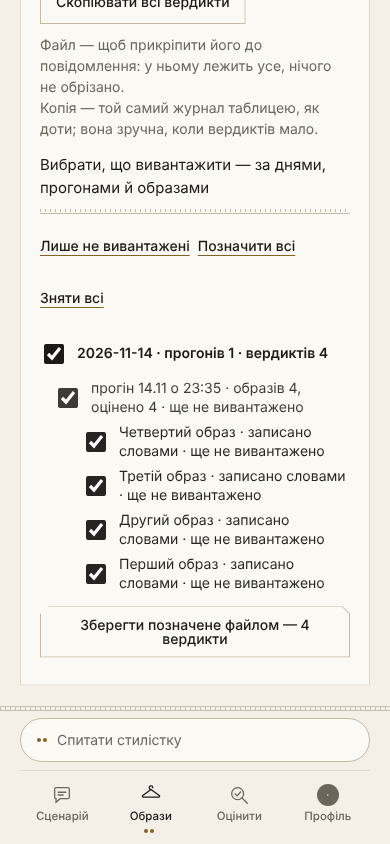 Скопіювати всі вердикти
Файл — щоб прикріпити його до
повідомлення: у ньому лежить усе, нічого
не обрізано.
Копія — той самий журнал таблицею, як
доти; вона зручна, коли вердиктів мало.
Вибрати, що вивантажити — за днями,
прогонами й образами
Лише не вивантажені Позначити всі
Зняти всі
2026-11-14 · прогонів 1 · вердиктів 4
прогін 14.11 о 23:35 · образів 4,
оцінено 4 · ще не вивантажено
Четвертий образ · записано
словами · ще не вивантажено
Третій образ · записано словами
· ще не вивантажено
Другий образ · записано
словами · ще не вивантажено
Перший образ · записано
словами · ще не вивантажено
Зберегти позначене файлом — 4
вердикти
Спитати стилістку
Сценарій Образи Оцінити Профіль